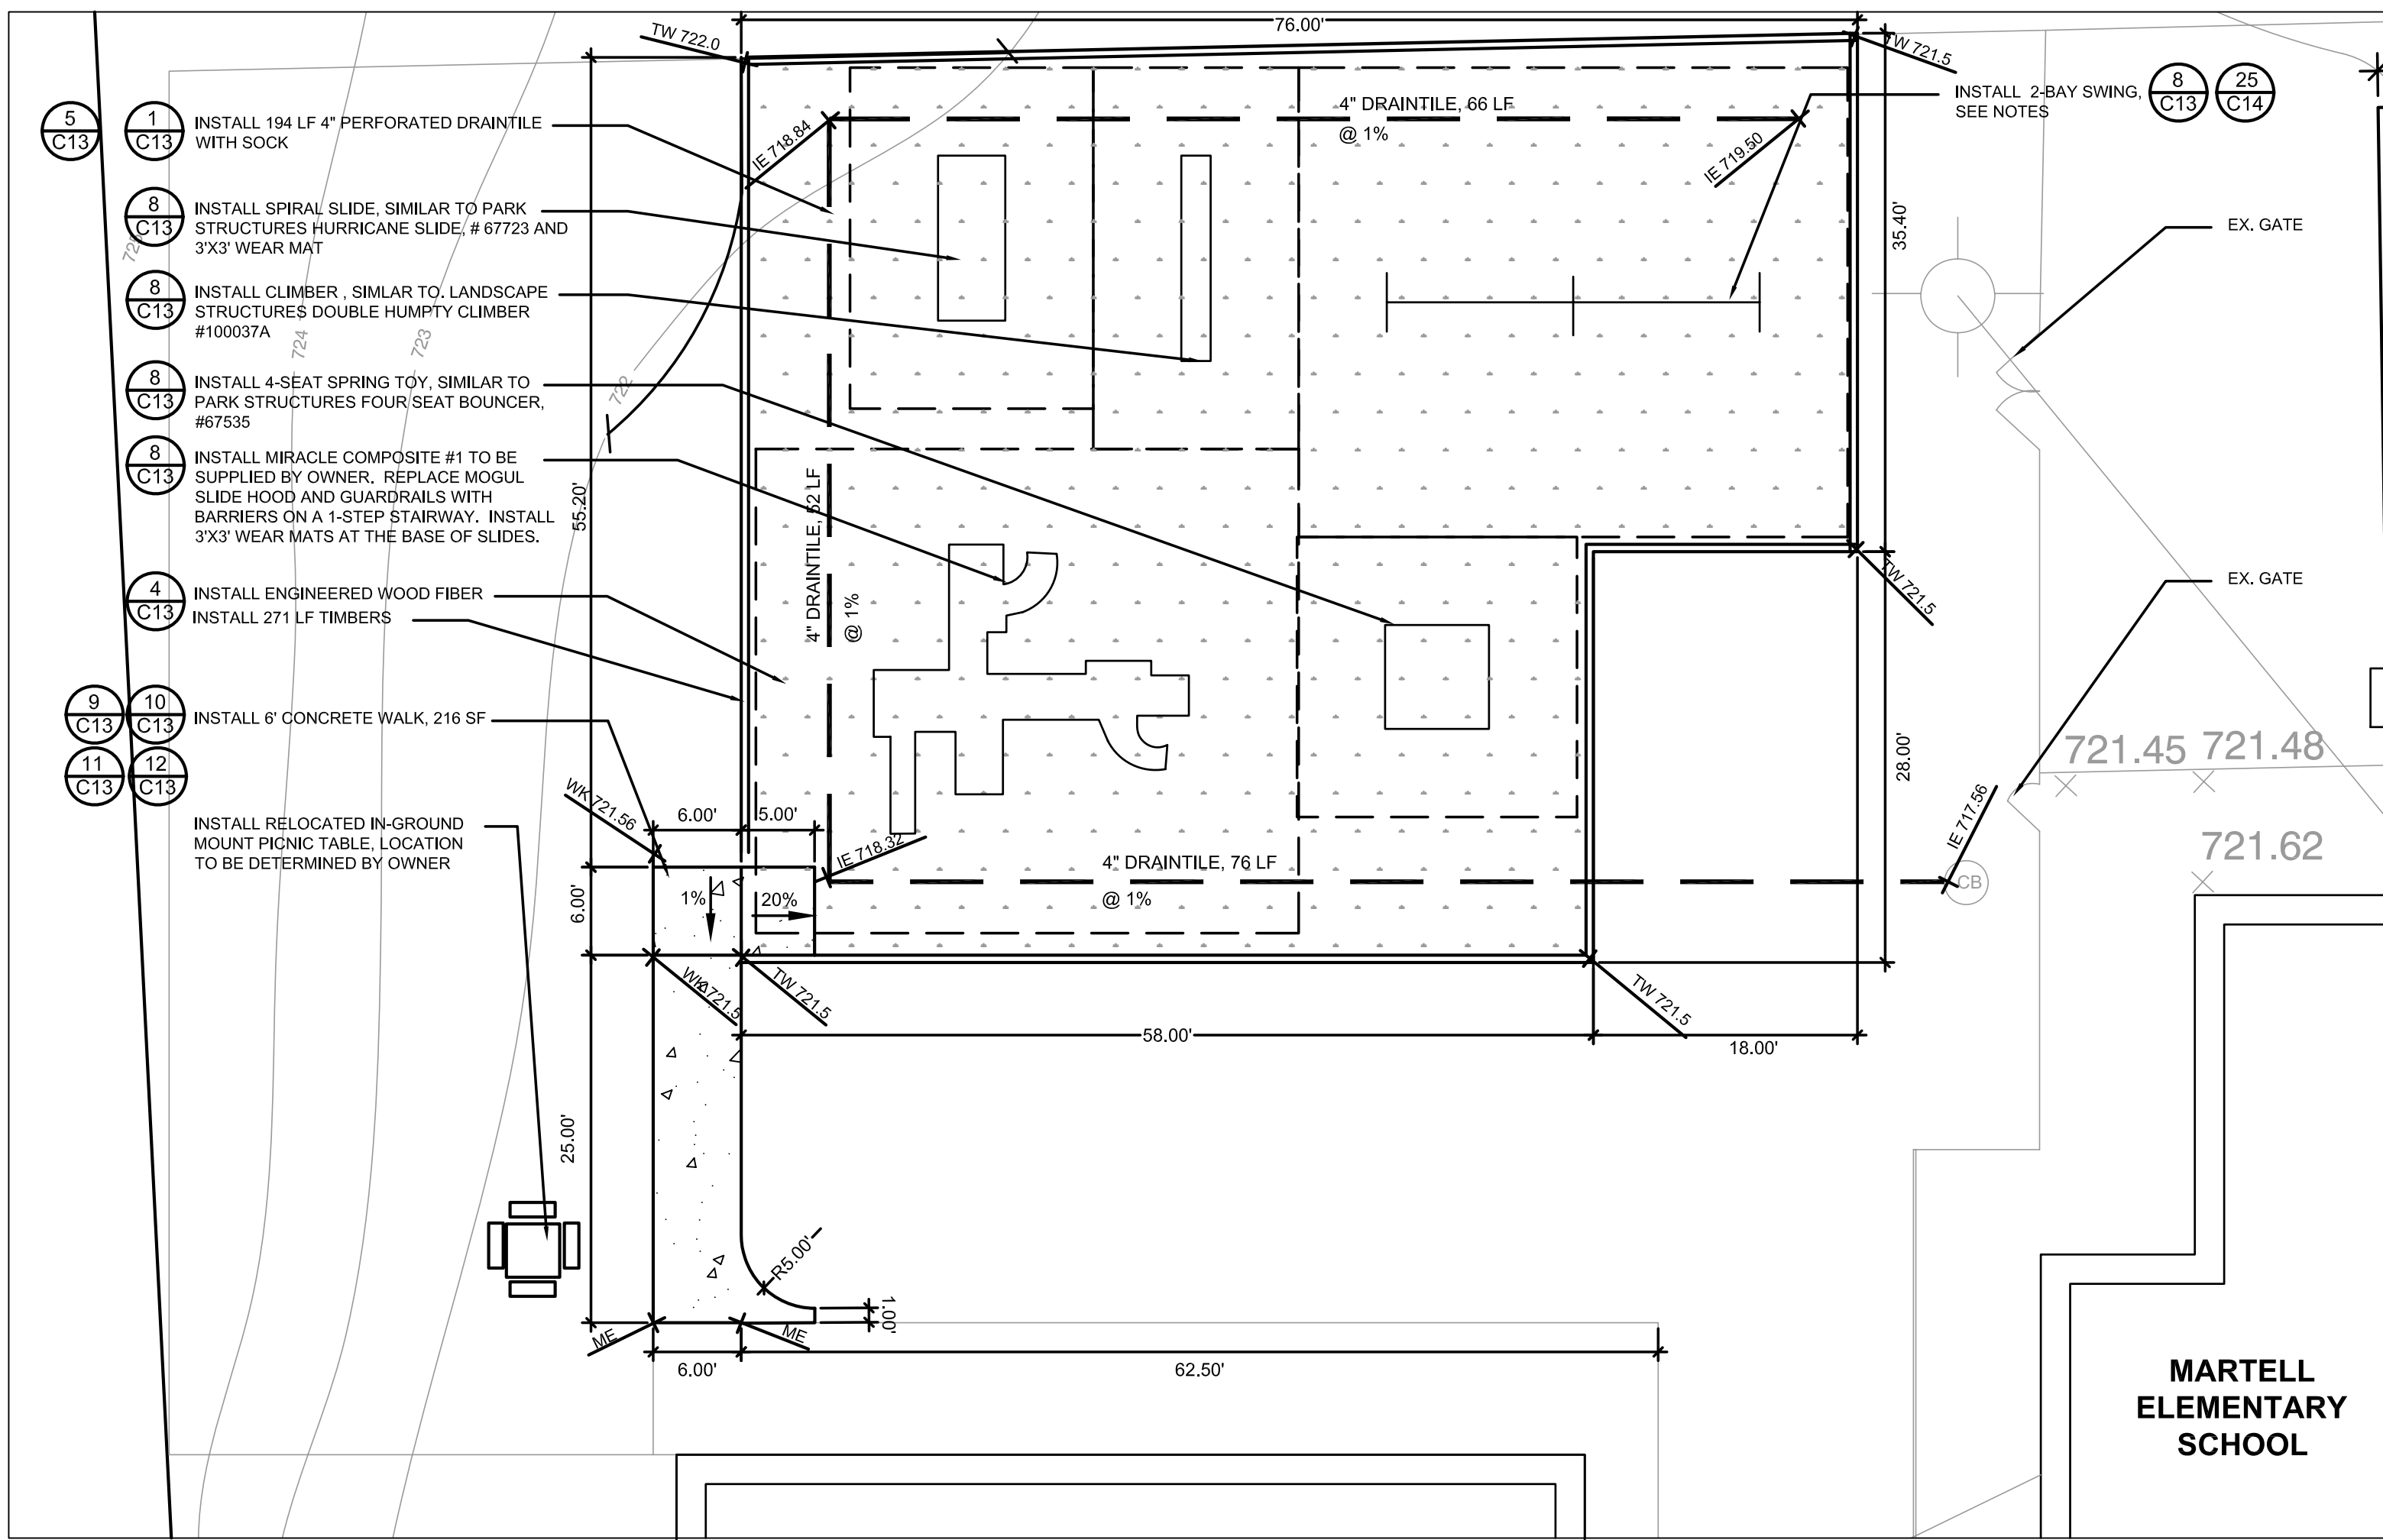 76.00'
TW 722.0
TW 721.5
5
C13
1
C13
INSTALL 194 LF 4" PERFORATED DRAINTILE
WITH SOCK
IE 718.84
4" DRAINTILE, 66 LF
@ 1%
IE 719.50
INSTALL 2-BAY SWING,
SEE NOTES
8
C13
25
C14
8
C13
INSTALL SPIRAL SLIDE, SIMILAR TO PARK
STRUCTURES HURRICANE SLIDE, # 67723 AND
3'X3' WEAR MAT
35.40'
EX. GATE
8
C13
INSTALL CLIMBER , SIMLAR TO. LANDSCAPE
STRUCTURES DOUBLE HUMPTY CLIMBER
#100037A
724
723
722
8
C13
INSTALL 4-SEAT SPRING TOY, SIMILAR TO
PARK STRUCTURES FOUR SEAT BOUNCER,
#67535
8
C13
INSTALL MIRACLE COMPOSITE #1 TO BE
SUPPLIED BY OWNER. REPLACE MOGUL
SLIDE HOOD AND GUARDRAILS WITH
BARRIERS ON A 1-STEP STAIRWAY. INSTALL
3'X3' WEAR MATS AT THE BASE OF SLIDES.
55.20'
4" DRAINTILE, 52 LF
@ 1%
TW 721.5
EX. GATE
4
C13
INSTALL ENGINEERED WOOD FIBER
INSTALL 271 LF TIMBERS
9
C13
10
C13
INSTALL 6' CONCRETE WALK, 216 SF
11
C13
12
C13
28.00'
721.45 721.48
IE 717.56
721.62
CB
INSTALL RELOCATED IN-GROUND
MOUNT PICNIC TABLE, LOCATION
TO BE DETERMINED BY OWNER
WK 721.56
6.00'
5.00'
IE 718.32
4" DRAINTILE, 76 LF
@ 1%
6.00'
1%
20%
WK 721.5
TW 721.5
TW 721.5
58.00'
18.00'
25.00'
R5.00'
1.00'
ME
ME
6.00'
62.50'
MARTELL
ELEMENTARY
SCHOOL